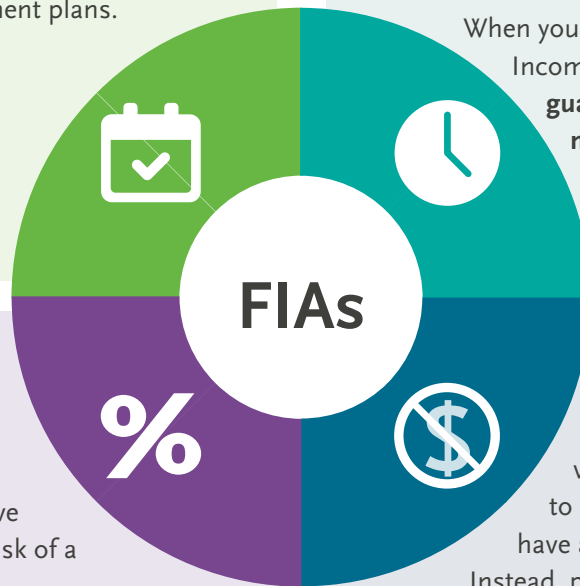 ment plans.
When you
Incom
gua
FIAs
%
$
ve
sk of a
to
have a
Instead